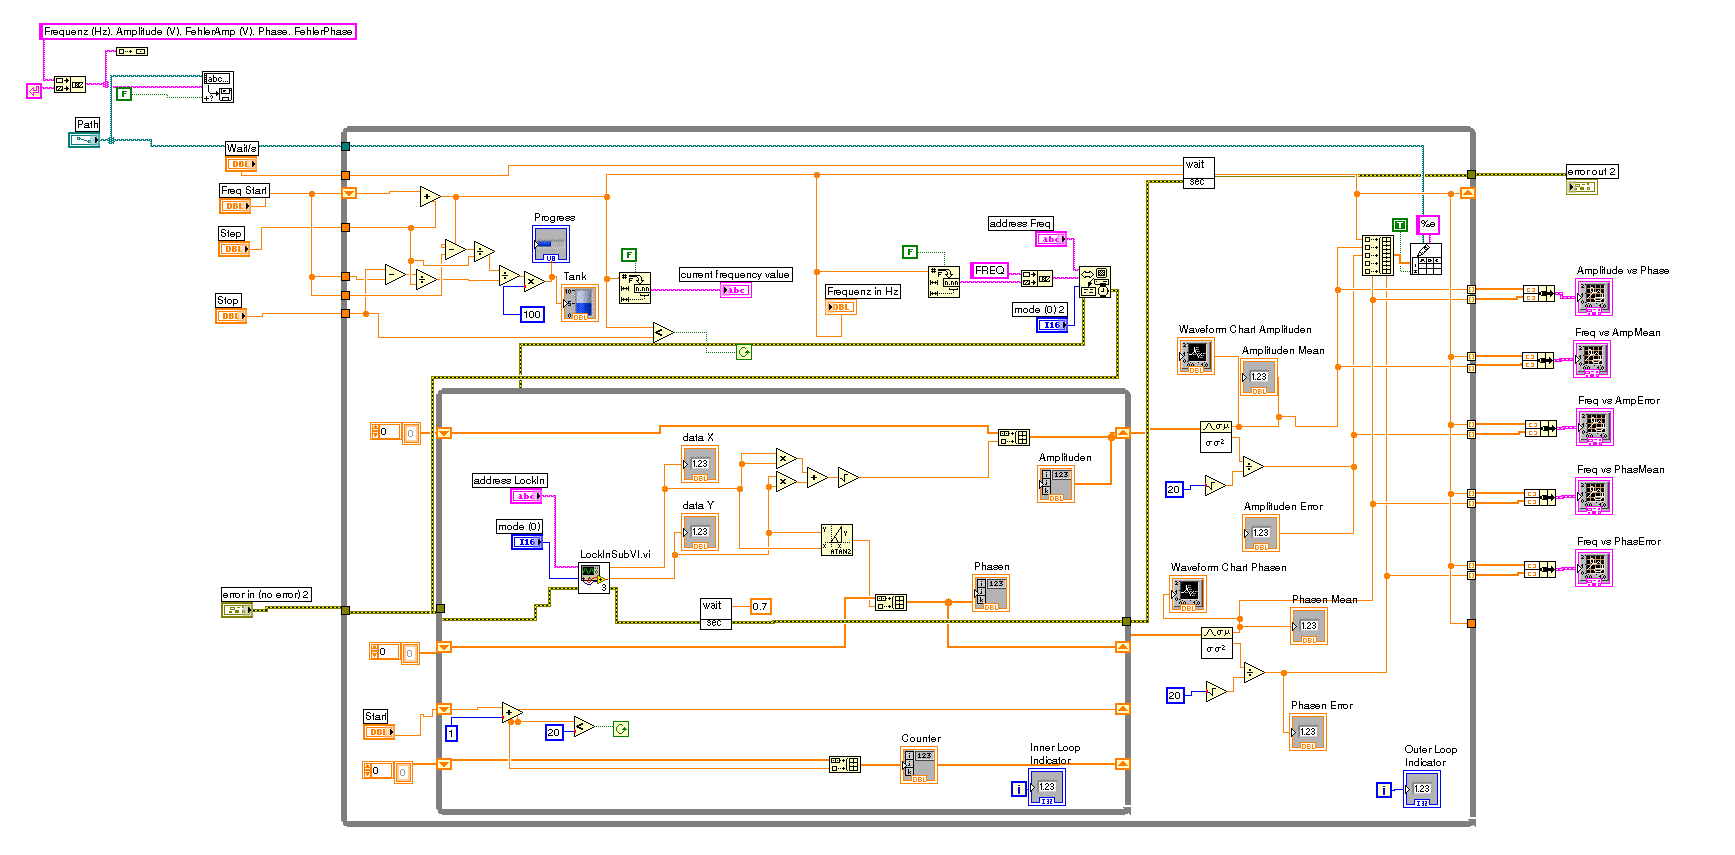 Frequenz (Hz). Amplitude (V). FehlerAmp (V). Phase. FehlerPhase
abc...
F
Path
Wait/s
DBL
wait
sec
error out 2
Freq Start
DBL
Step
DBL
Progress
U8
address Freq
abc
T
%e
F
F
FREQ
Tank
10-
5-
0-
DBL
current frequency value
abc
Frequenz in Hz
DBL
mode (0) 2
I16
Amplitude vs Phase
Stop
DBL
100
Waveform Chart Amplituden
DBL
Amplituden Mean
1.23
DBL
Freq vs AmpMean
Freq vs AmpError
0
0
data X
1.23
DBL
Amplituden
123
DBL
address LockIn
abc
data Y
1.23
DBL
20
Freq vs PhasMean
Amplituden Error
1.23
DBL
mode (0)
I16
ATAN2
Freq vs PhasError
LockInSubVI.vi
3
Phasen
123
DBL
Waveform Chart Phasen
DBL
error in (no error) 2
wait
sec
0.7
Phasen Mean
1.23
DBL
0
0
20
Start
DBL
1
20
Phasen Error
1.23
DBL
Counter
123
DBL
0
0
Inner Loop
Indicator
i
1.23
I32
Outer Loop
Indicator
i
1.23
I32